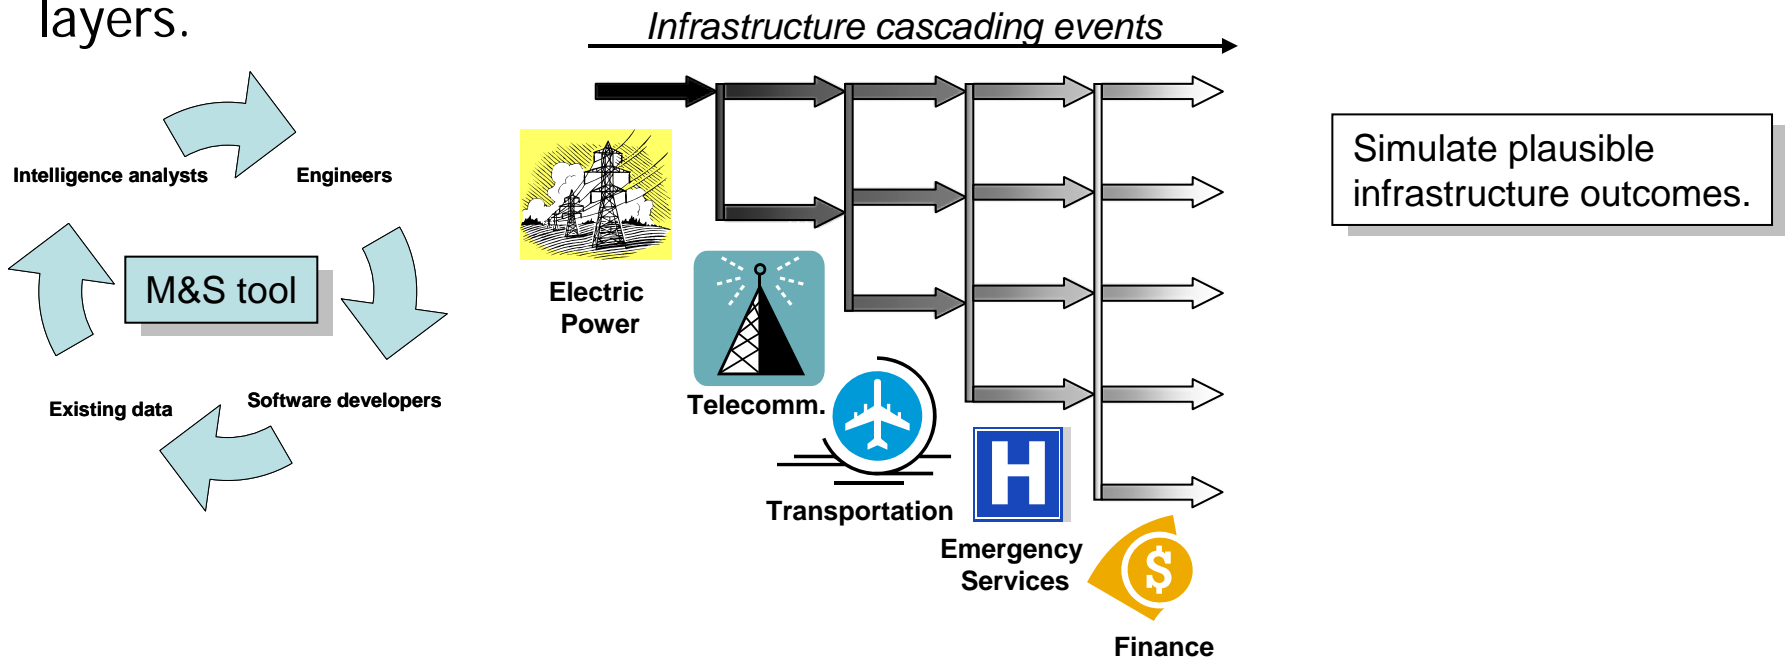 layers.
Infrastructure cascading events
Intelligence analysts
Engineers
M&S tool
Existing data
Software developers
Electric
Power
Telecomm.
Transportation
H
Emergency
Services
$
Finance
Simulate plausible
infrastructure outcomes.